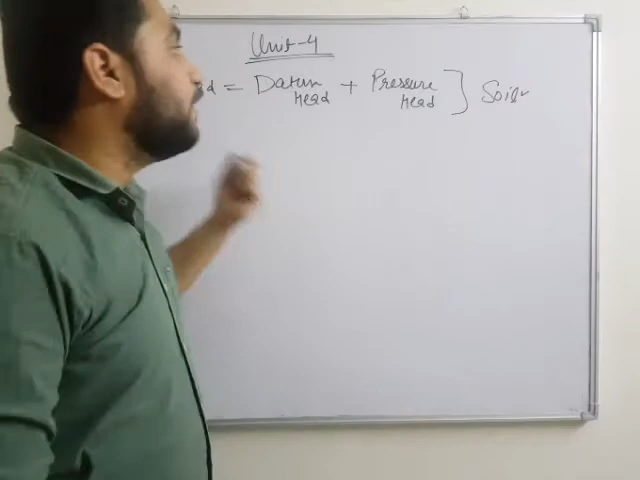 Unit-4
= Datum Head + Pressure Head ] Soil